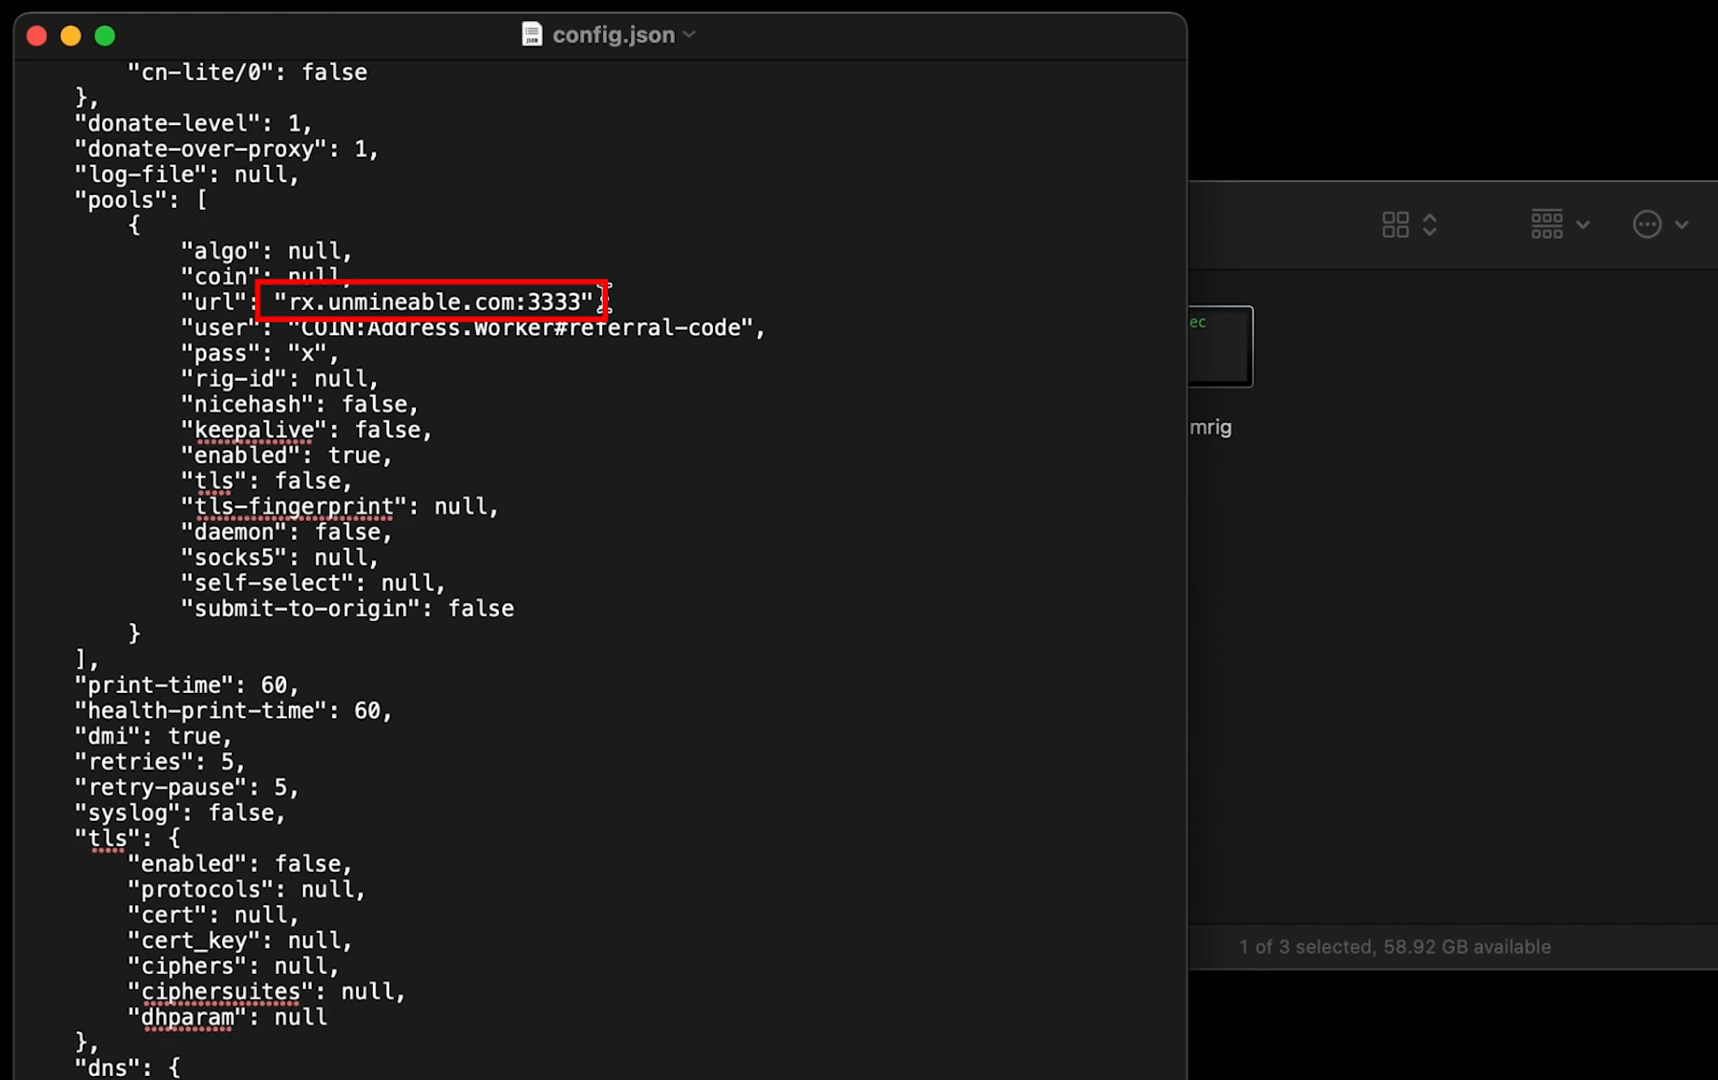 config.json
"cn-lite/0": false
},
"donate-level": 1,
"donate-over-proxy": 1,
"log-file": null,
"pools": [
{
"algo": null,
"coin": null,
"url": "rx.unmineable.com:3333",
"user": "COIN:Address.Worker#referral-code",
"pass": "x",
"rig-id": null,
"nicehash": false,
"keepalive": false,
"enabled": true,
"tls": false,
"tls-fingerprint": null,
"daemon": false,
"socks5": null,
"self-select": null,
"submit-to-origin": false
}
],
"print-time": 60,
"health-print-time": 60,
"dmi": true,
"retries": 5,
"retry-pause": 5,
"syslog": false,
"tls": {
"enabled": false,
"protocols": null,
"cert": null,
"cert_key": null,
"ciphers": null,
"ciphersuites": null,
"dhparam": null
},
"dns": {
ec
mrig
1 of 3 selected, 58.92 GB available